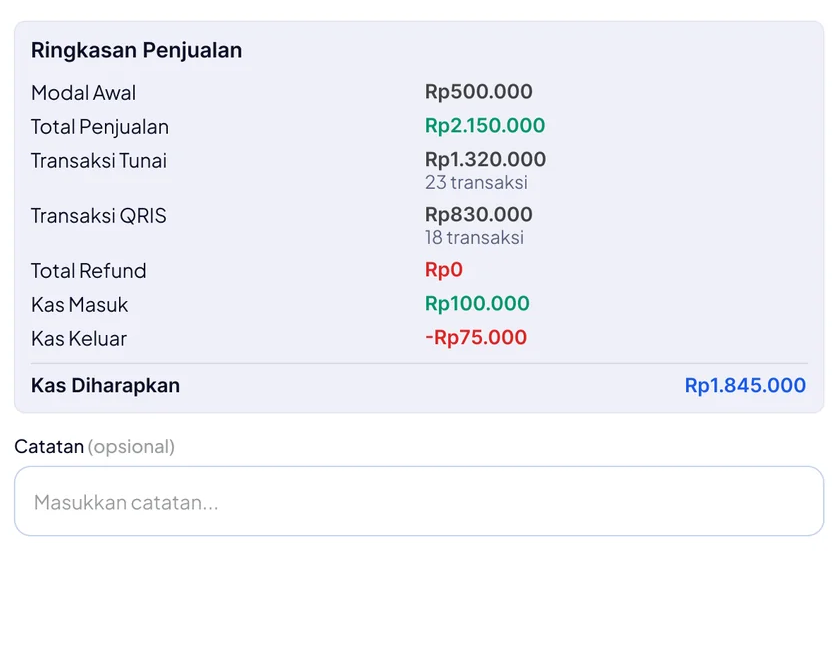 Ringkasan Penjualan
Modal Awal Rp500.000
Total Penjualan Rp2.150.000
Transaksi Tunai Rp1.320.000
23 transaksi
Transaksi QRIS Rp830.000
18 transaksi
Total Refund Rp0
Kas Masuk Rp100.000
Kas Keluar -Rp75.000
Kas Diharapkan Rp1.845.000
Catatan (opsional)
Masukkan catatan...